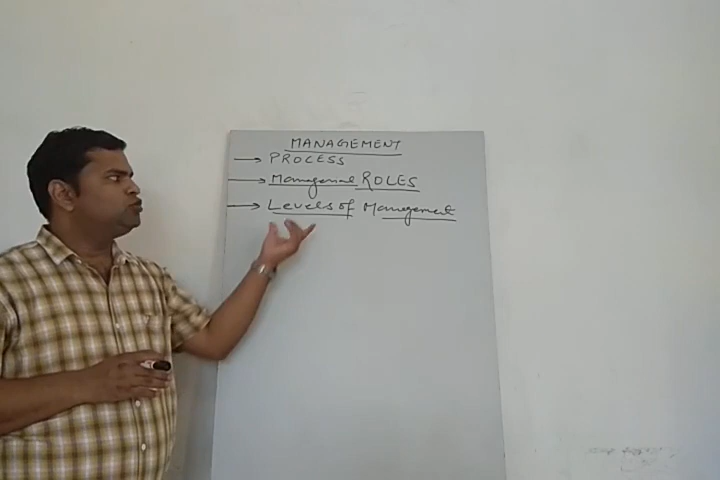 MANAGEMENT
→ PROCESS
→ Managerial ROLES
→ Levels of Management